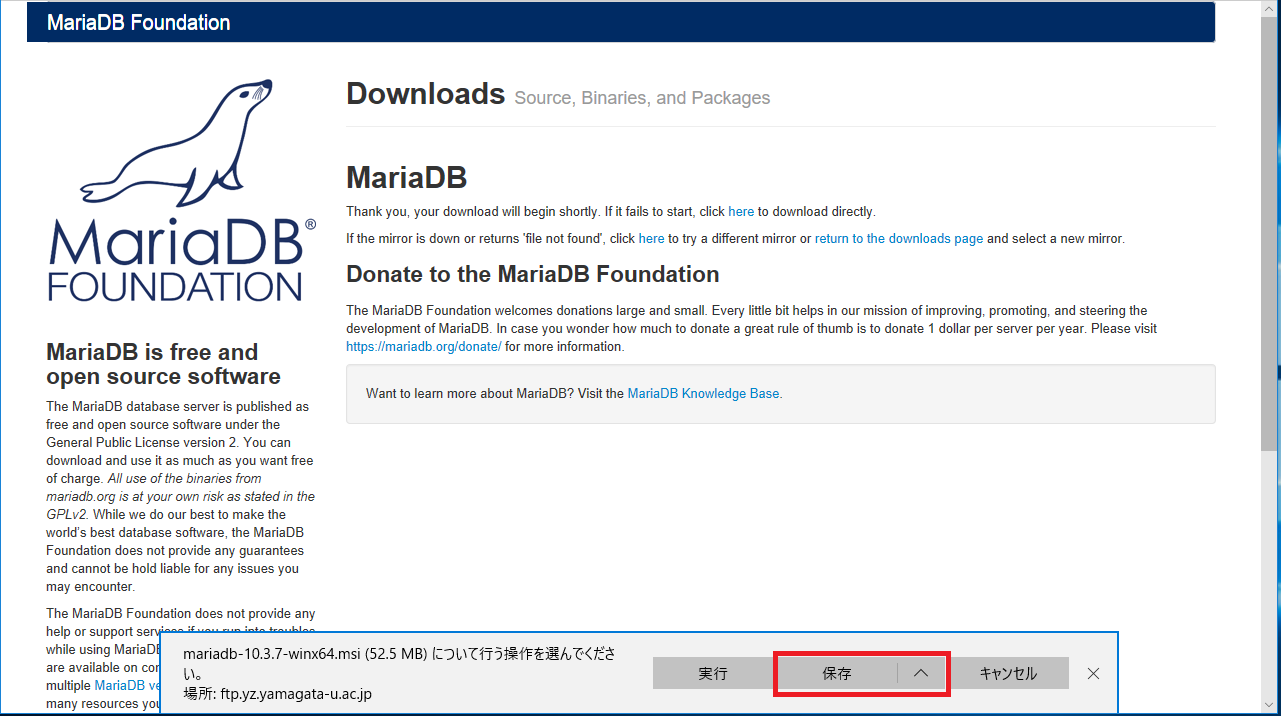 MariaDB Foundation
MariaDB®
FOUNDATION
MariaDB is free and
open source software
The MariaDB database server is published as
free and open source software under the
General Public License version 2. You can
download and use it as much as you want free
of charge. All use of the binaries from
mariadb.org is at your own risk as stated in the
GPLv2. While we do our best to make the
world's best database software, the MariaDB
Foundation does not provide any guarantees
and cannot be held liable for any issues you
may encounter.
The MariaDB Foundation does not provide any
help or support services if you run into troubles
while using MariaDB
are available on
multiple MariaDB
many resources you
Downloads Source, Binaries, and Packages
MariaDB
Thank you, your download will begin shortly. If it fails to start, click here to download directly.
If the mirror is down or returns 'file not found', click here to try a different mirror or return to the downloads page and select a new mirror.
Donate to the MariaDB Foundation
The MariaDB Foundation welcomes donations large and small. Every little bit helps in our mission of improving, promoting, and steering the
development of MariaDB. In case you wonder how much to donate a great rule of thumb is to donate 1 dollar per server per year. Please visit
https://mariadb.org/donate/ for more information.
Want to learn more about MariaDB? Visit the MariaDB Knowledge Base.
mariadb-10.3.7-winx64.msi (52.5 MB) について行う操作を選んでくださ
い。
場所: ftp.yz.yamagata-u.ac.jp
実行
保存
キャンセル